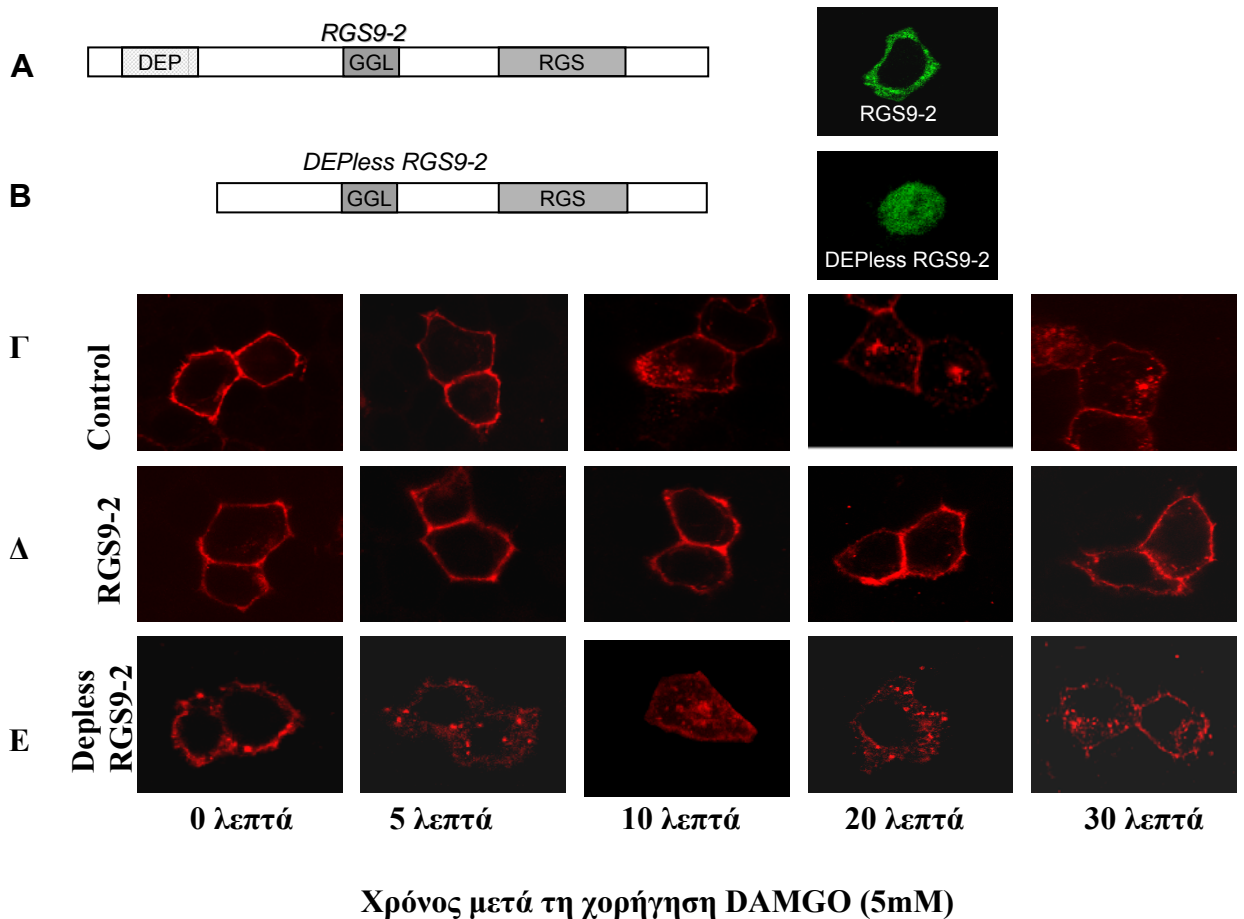 RGS9-2
A
DEP
GGL
RGS
RGS9-2
DEPless RGS9-2
B
GGL
RGS
DEPless RGS9-2
Γ
Control
Δ
RGS9-2
Ε
Depless
RGS9-2
0 λεπτά
5 λεπτά
10 λεπτά
20 λεπτά
30 λεπτά
Χρόνος μετά τη χορήγηση DAMGO (5mM)